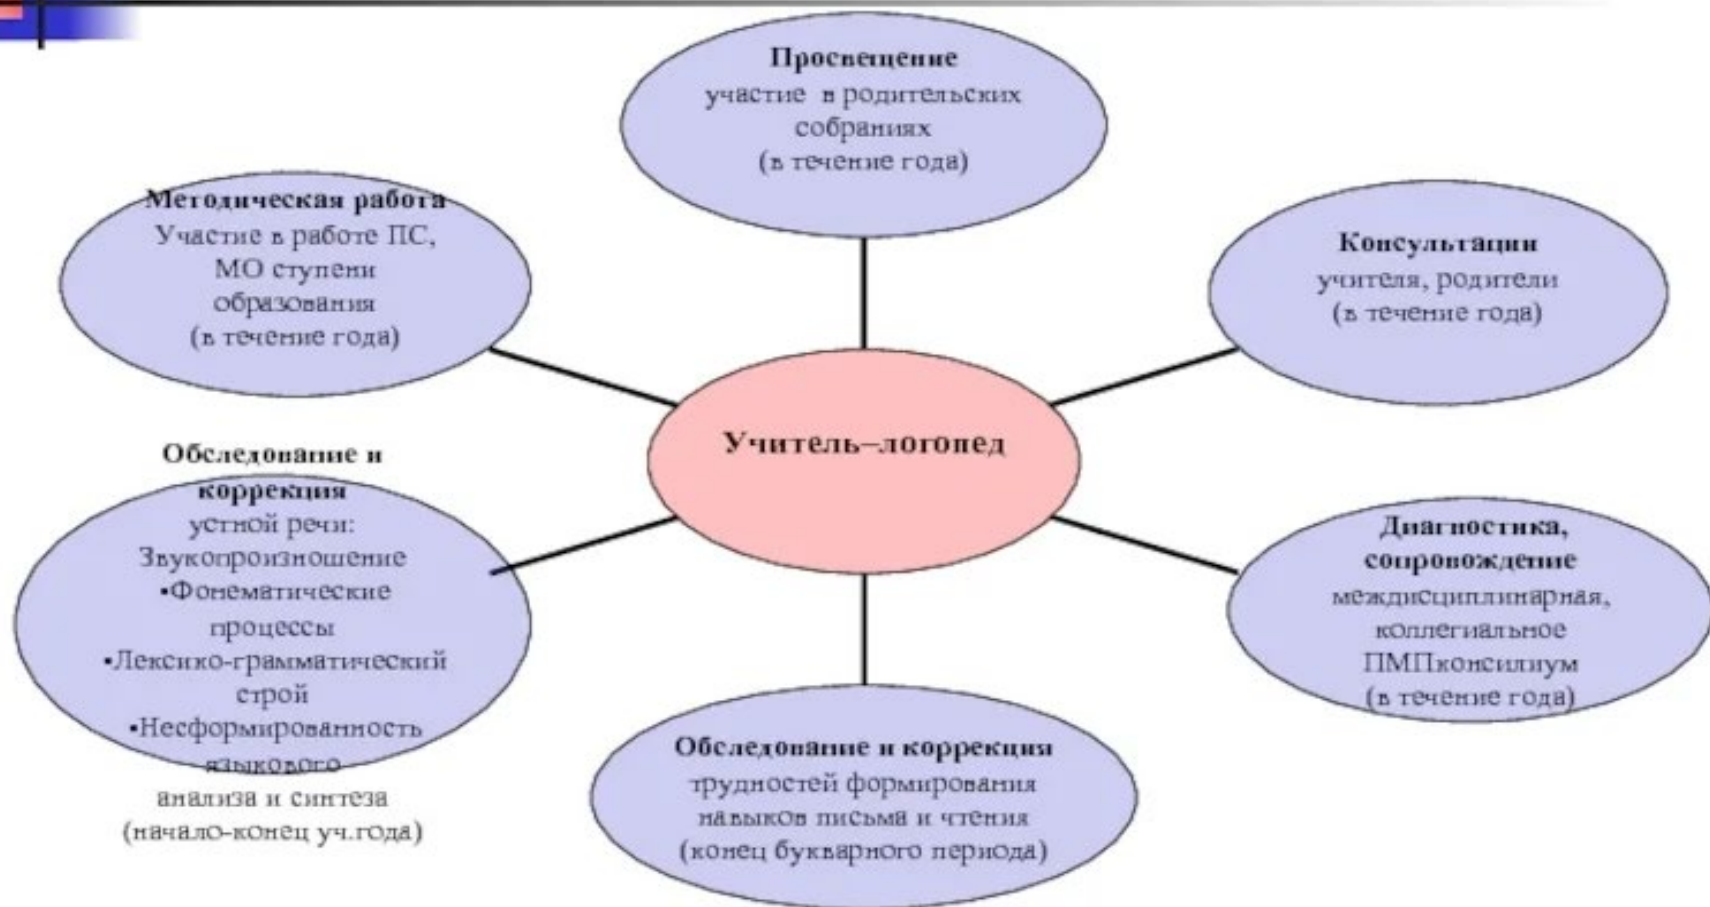 Просвещение
участие в родительских
собраниях
(в течение года)
Методическая работа
Участие в работе ПС,
МО ступени
образования
(в течение года)
Консультации
учителя, родители
(в течение года)
Учитель–логопед
Обследование и
коррекция
устной речи:
Звукопроизношение
•Фонематические
процессы
•Лексико-грамматический
строй
•Несформированность
языкового
анализа и синтеза
(начало-конец уч.года)
Диагностика,
сопровождение
междисциплинарная,
коллегиальное
ПМПконсилиум
(в течение года)
Обследование и коррекция
трудностей формирования
навыков письма и чтения
(конец букварного периода)